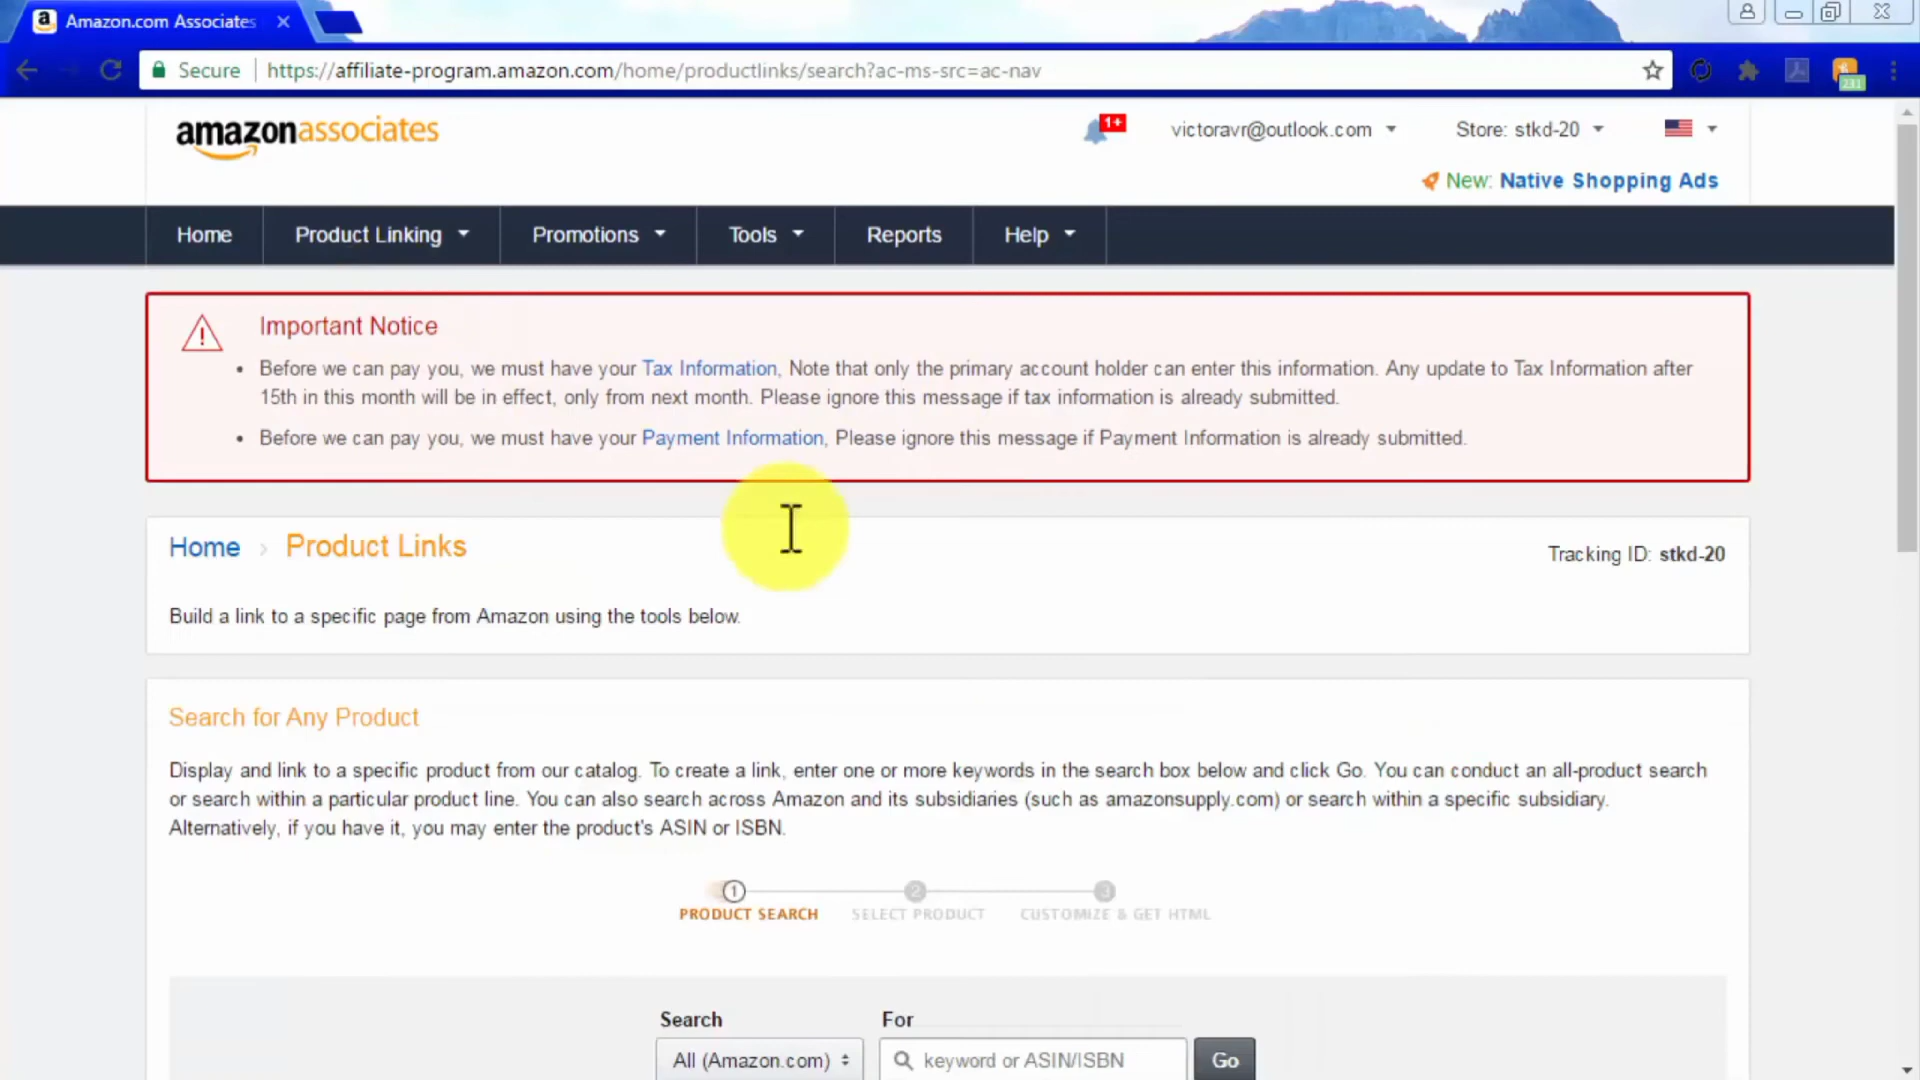 Amazon.com Associates
Secure https://affiliate-program.amazon.com/home/productlinks/search?ac-ms-src=ac-nav
231
amazonassociates
1+
victoravr@outlook.com
Store: stkd-20
New: Native Shopping Ads
Home Product Linking Promotions Tools Reports Help
Important Notice
• Before we can pay you, we must have your Tax Information, Note that only the primary account holder can enter this information. Any update to Tax Information after
15th in this month will be in effect, only from next month. Please ignore this message if tax information is already submitted.
• Before we can pay you, we must have your Payment Information, Please ignore this message if Payment Information is already submitted.
Home › Product Links
Tracking ID: stkd-20
Build a link to a specific page from Amazon using the tools below.
Search for Any Product
Display and link to a specific product from our catalog. To create a link, enter one or more keywords in the search box below and click Go. You can conduct an all-product search
or search within a particular product line. You can also search across Amazon and its subsidiaries (such as amazonsupply.com) or search within a specific subsidiary.
Alternatively, if you have it, you may enter the product's ASIN or ISBN.
1 2 3
PRODUCT SEARCH SELECT PRODUCT CUSTOMIZE & GET HTML
Search For
All (Amazon.com) keyword or ASIN/ISBN Go